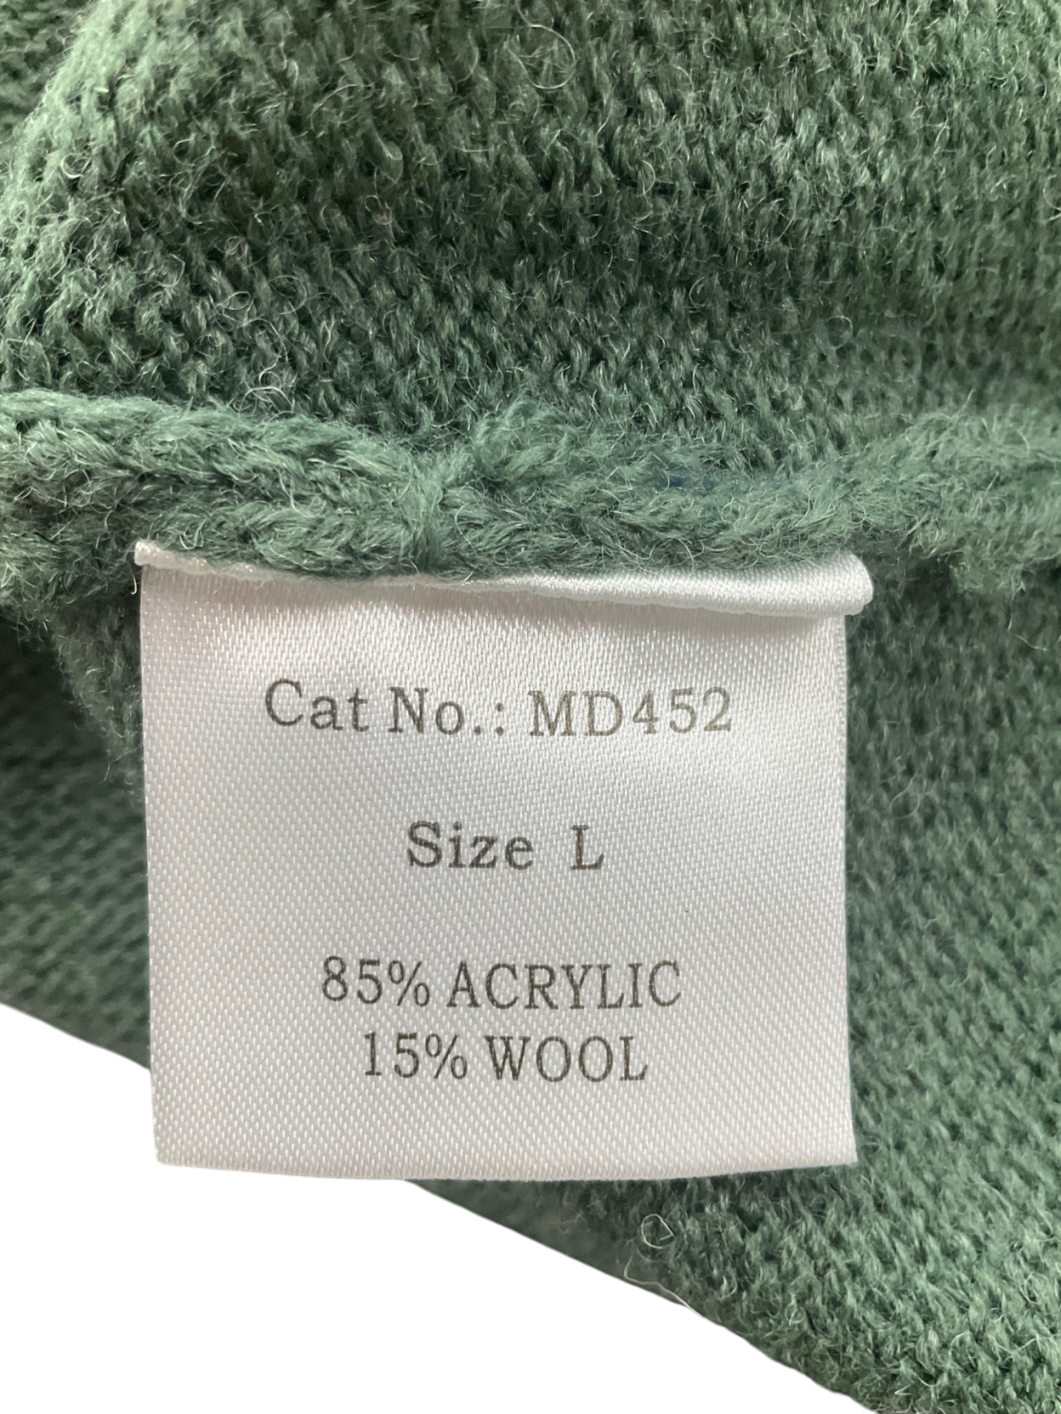 Cat No.: MD452
Size L
85% ACRYLIC
15% WOOL